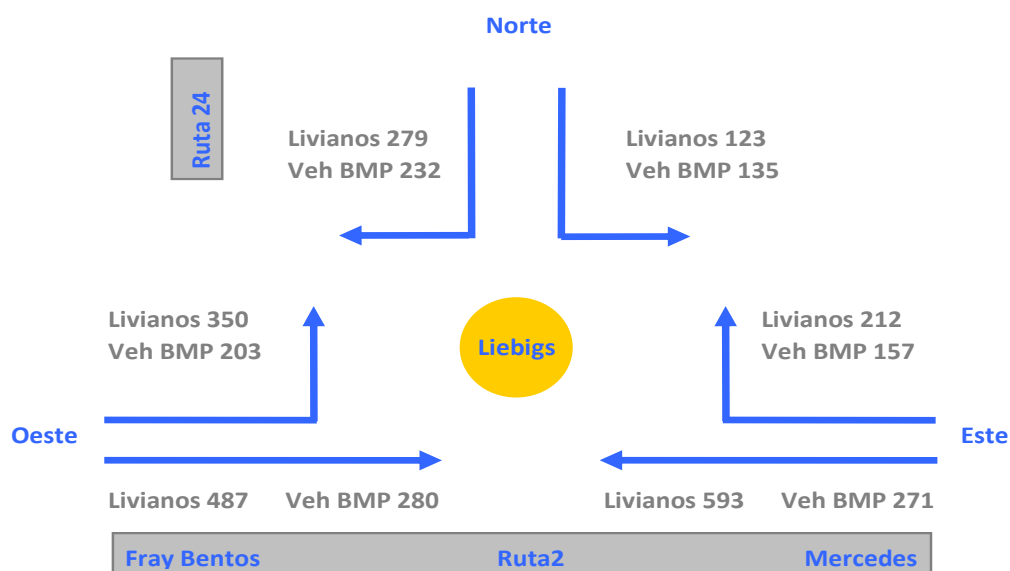 Norte
Ruta 24
Livianos 279
Veh BMP 232
Livianos 123
Veh BMP 135
Livianos 350
Veh BMP 203
Liebigs
Livianos 212
Veh BMP 157
Oeste
Este
Livianos 487 Veh BMP 280
Livianos 593 Veh BMP 271
Fray Bentos Ruta2 Mercedes